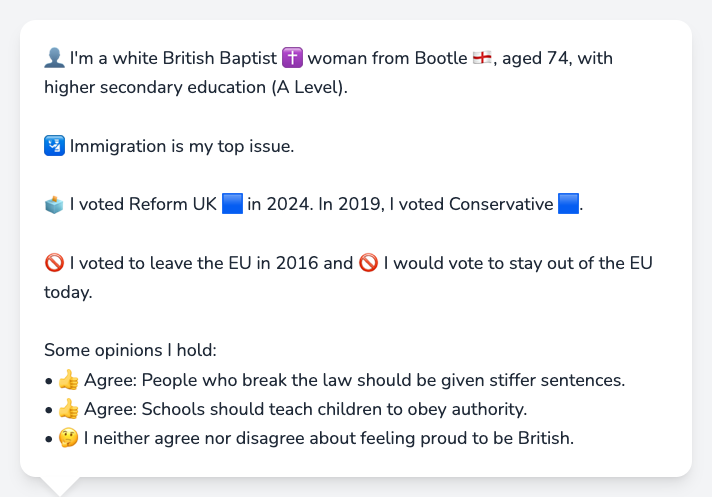 👤 I'm a white British Baptist ✝️ woman from Bootle 🏴󠁧󠁢󠁥󠁮󠁧󠁿, aged 74, with
higher secondary education (A Level).
🛂 Immigration is my top issue.
🗳️ I voted Reform UK 🟦 in 2024. In 2019, I voted Conservative 🟦.
🚫 I voted to leave the EU in 2016 and 🚫 I would vote to stay out of the EU
today.
Some opinions I hold:
• 👍 Agree: People who break the law should be given stiffer sentences.
• 👍 Agree: Schools should teach children to obey authority.
• 🤔 I neither agree nor disagree about feeling proud to be British.